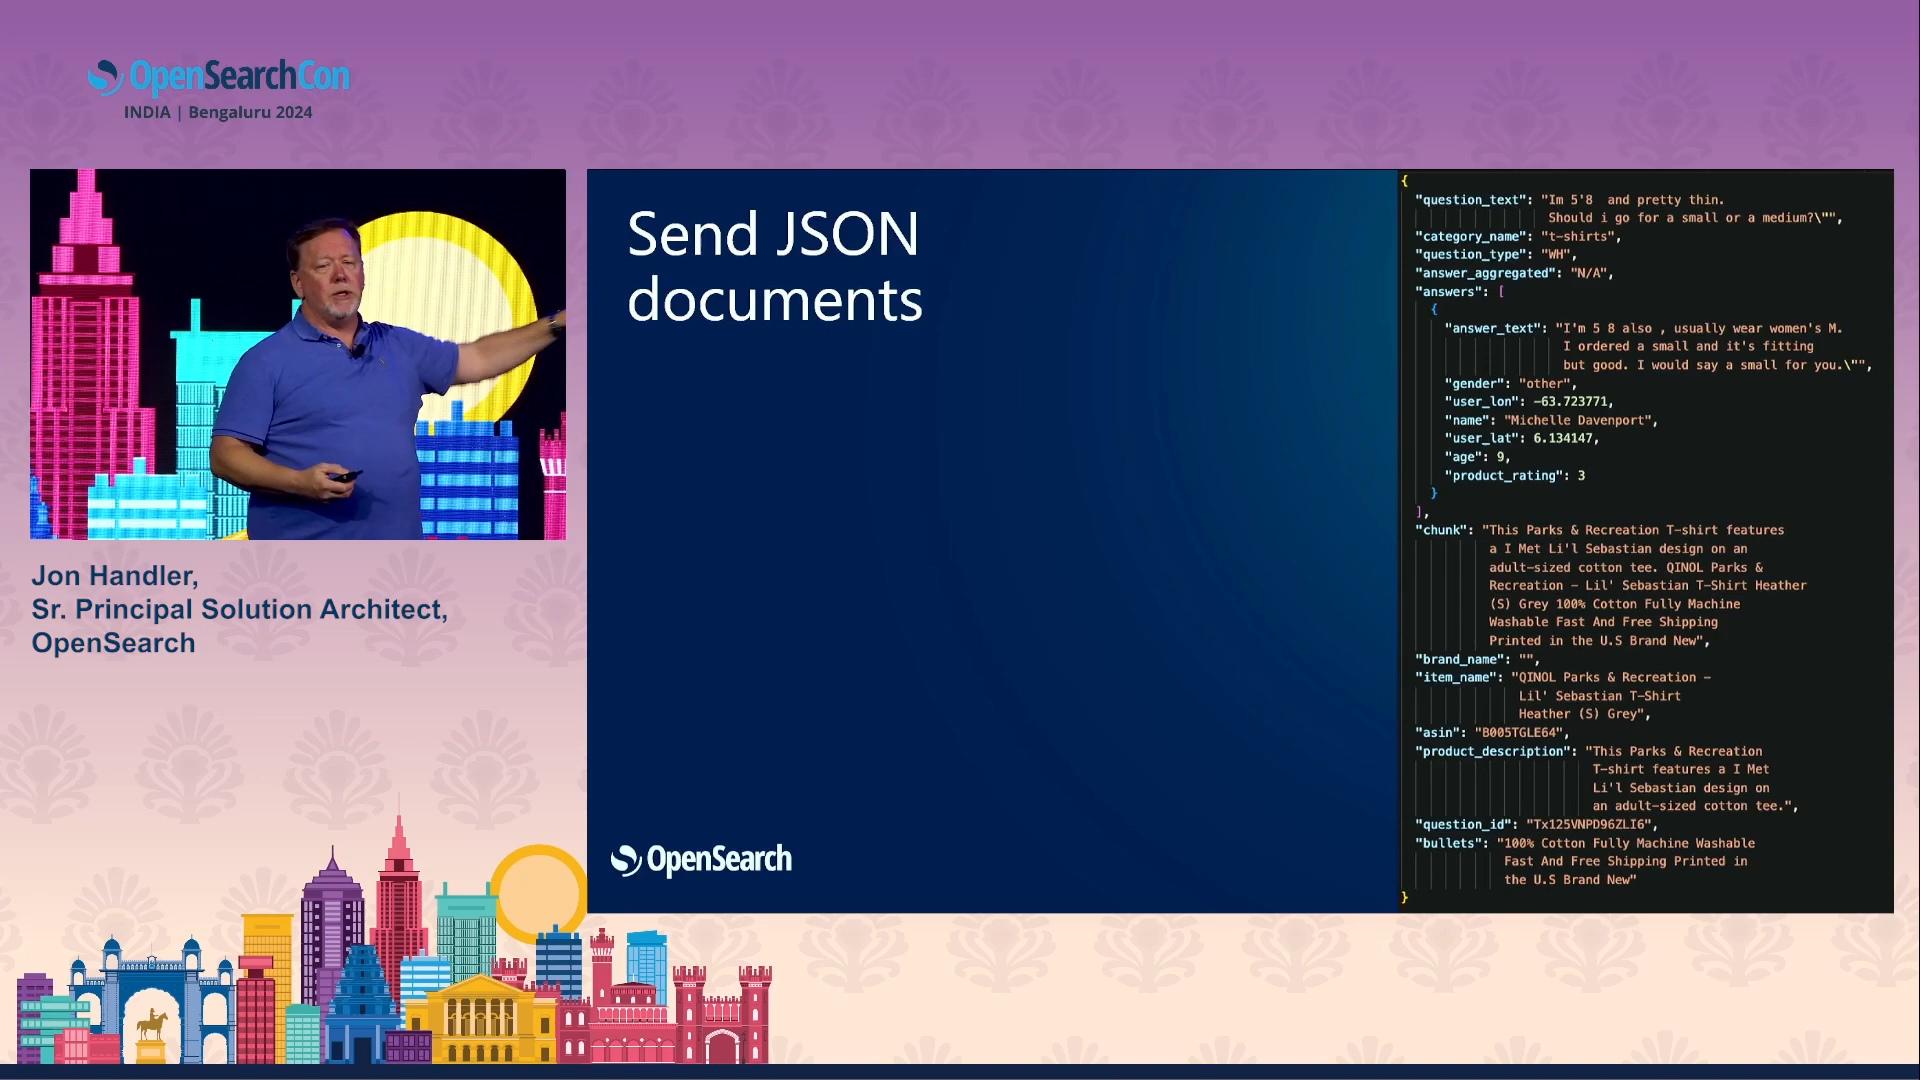 OpenSearchCon
INDIA | Bengaluru 2024
Jon Handler,
Sr. Principal Solution Architect,
OpenSearch
Send JSON
documents
OpenSearch
{
"question_text": "Im 5'8  and pretty thin.
Should i go for a small or a medium?\"",
"category_name": "t-shirts",
"question_type": "WH",
"answer_aggregated": "N/A",
"answers": [
{
"answer_text": "I'm 5 8 also , usually wear women's M.
I ordered a small and it's fitting
but good. I would say a small for you.\"",
"gender": "other",
"user_lon": -63.723771,
"name": "Michelle Davenport",
"user_lat": 6.134147,
"age": 9,
"product_rating": 3
}
],
"chunk": "This Parks & Recreation T-shirt features
a I Met Li'l Sebastian design on an
adult-sized cotton tee. QINOL Parks &
Recreation - Lil' Sebastian T-Shirt Heather
(S) Grey 100% Cotton Fully Machine
Washable Fast And Free Shipping
Printed in the U.S Brand New",
"brand_name": "",
"item_name": "QINOL Parks & Recreation -
Lil' Sebastian T-Shirt
Heather (S) Grey",
"asin": "B005TGLE64",
"product_description": "This Parks & Recreation
T-shirt features a I Met
Li'l Sebastian design on
an adult-sized cotton tee.",
"question_id": "Tx125VNPD96ZLI6",
"bullets": "100% Cotton Fully Machine Washable
Fast And Free Shipping Printed in
the U.S Brand New"
}